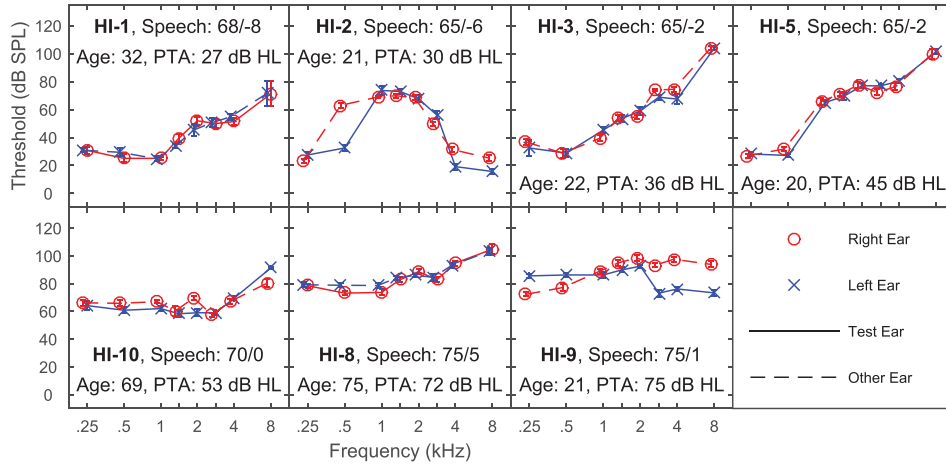 HI-1, Speech: 68/-8
Age: 32, PTA: 27 dB HL
HI-2, Speech: 65/-6
Age: 21, PTA: 30 dB HL
HI-3, Speech: 65/-2
Age: 22, PTA: 36 dB HL
HI-5, Speech: 65/-2
Age: 20, PTA: 45 dB HL
Threshold (dB SPL)
120
100
80
60
40
20
0
HI-10, Speech: 70/0
Age: 69, PTA: 53 dB HL
HI-8, Speech: 75/5
Age: 75, PTA: 72 dB HL
HI-9, Speech: 75/1
Age: 21, PTA: 75 dB HL
Right Ear
Left Ear
Test Ear
Other Ear
100
80
60
40
20
0
.25 .5 1 2 4 8
.25 .5 1 2 4 8
.25 .5 1 2 4 8
Frequency (kHz)